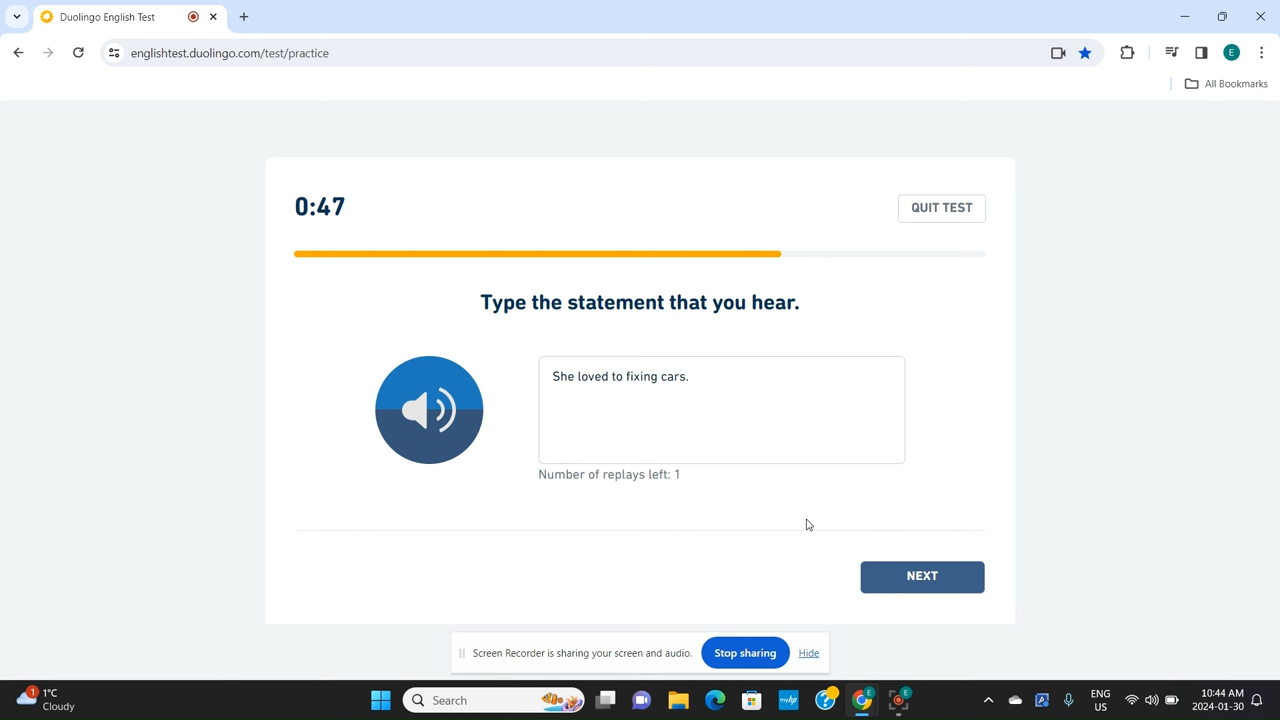 Duolingo English Test
englishtest.duolingo.com/test/practice
E
All Bookmarks
0:47
QUIT TEST
Type the statement that you hear.
She loved to fixing cars.
Number of replays left: 1
NEXT
Screen Recorder is sharing your screen and audio.
Stop sharing
Hide
1
1°C
Cloudy
Search
myhp
E
E
A
ENG
US
10:44 AM
2024-01-30